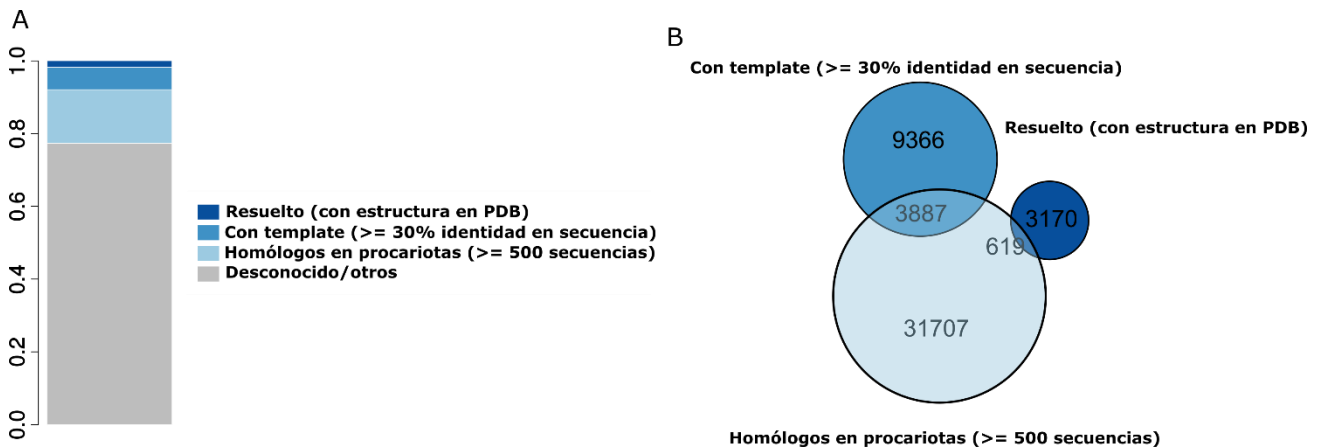 A
1.0
0.8
0.6
0.4
0.2
0.0
Resuelto (con estructura en PDB)
Con template (>= 30% identidad en secuencia)
Homólogos en procariotas (>= 500 secuencias)
Desconocido/otros
B
Con template (>= 30% identidad en secuencia)
Resuelto (con estructura en PDB)
9366
3887
3170
619
31707
Homólogos en procariotas (>= 500 secuencias)